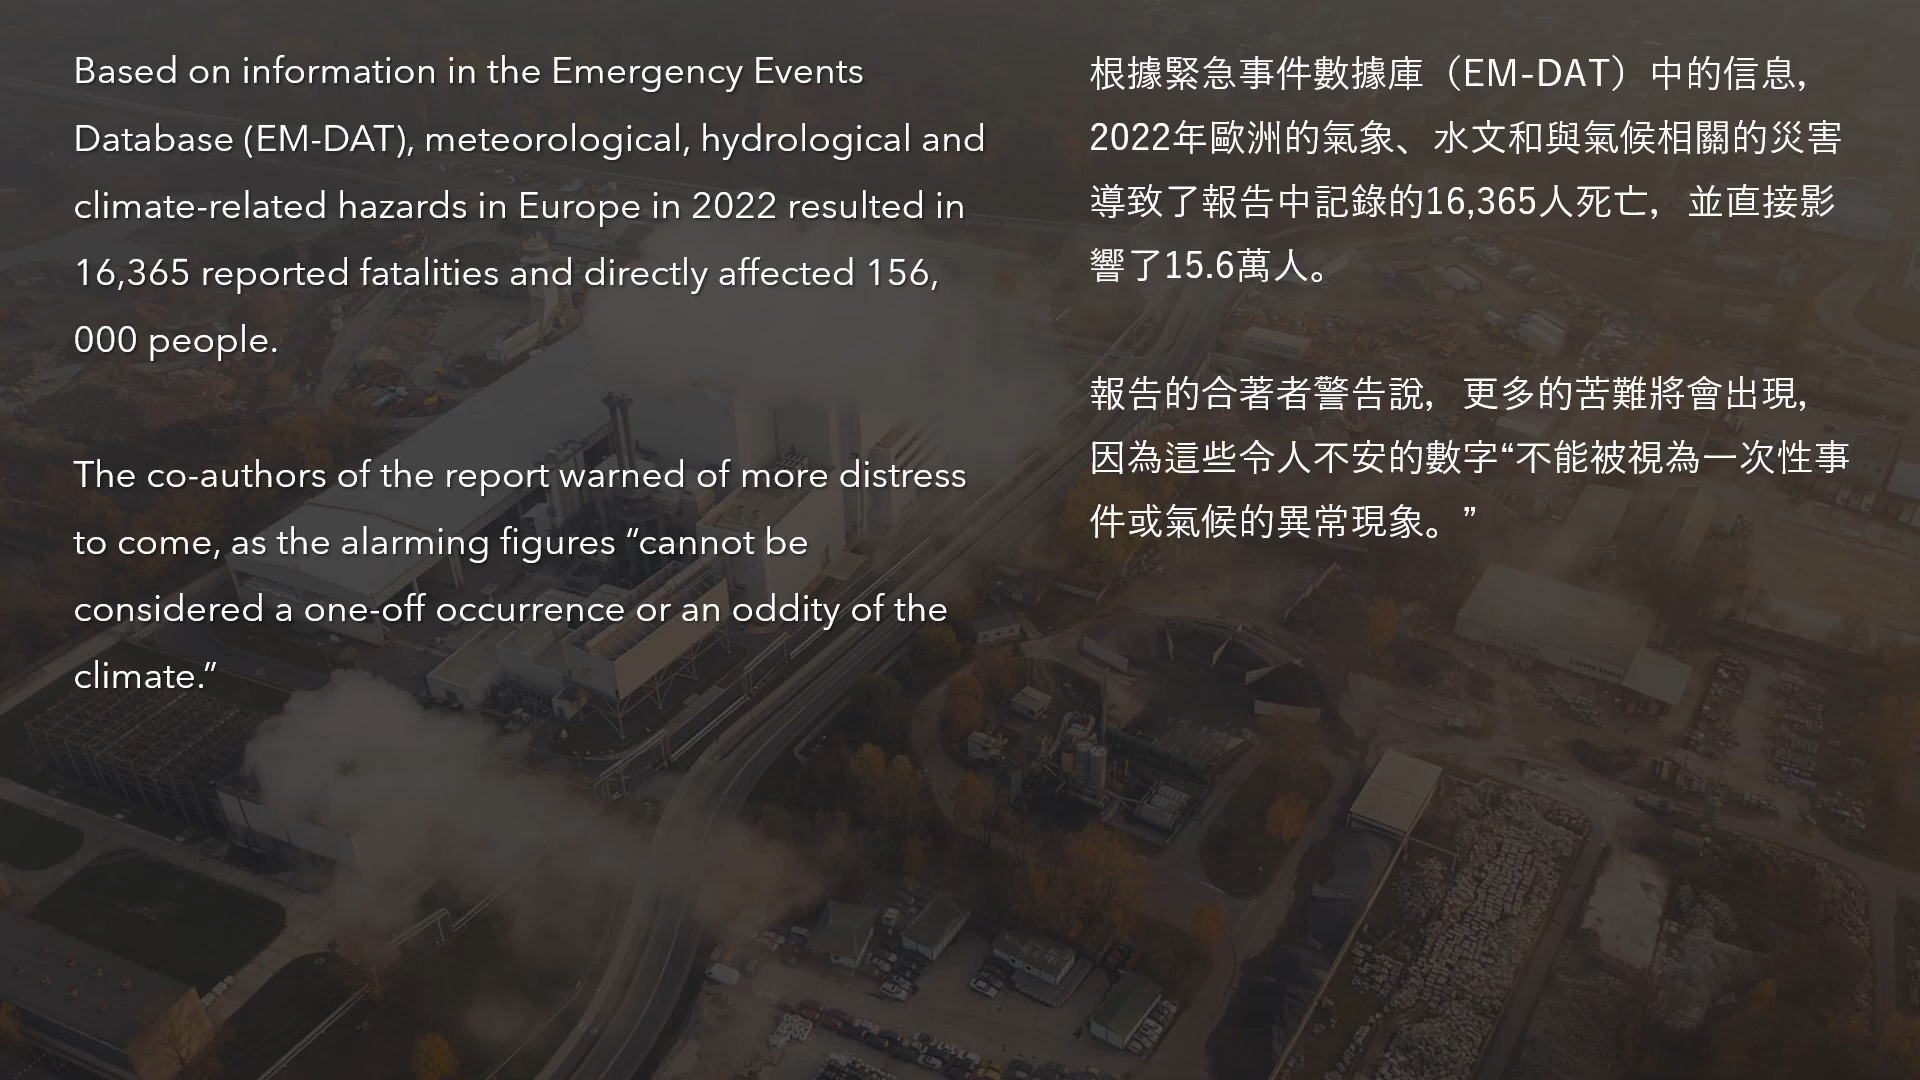 Based on information in the Emergency Events
Database (EM-DAT), meteorological, hydrological and
climate-related hazards in Europe in 2022 resulted in
16,365 reported fatalities and directly affected 156,
000 people.
The co-authors of the report warned of more distress
to come, as the alarming figures “cannot be
considered a one-off occurrence or an oddity of the
climate.”
根據緊急事件數據庫（EM-DAT）中的信息，
2022年歐洲的氣象、水文和與氣候相關的災害
導致了報告中記錄的16,365人死亡，並直接影
響了15.6萬人。
報告的合著者警告說，更多的苦難將會出現，
因為這些令人不安的數字“不能被視為一次性事
件或氣候的異常現象。”